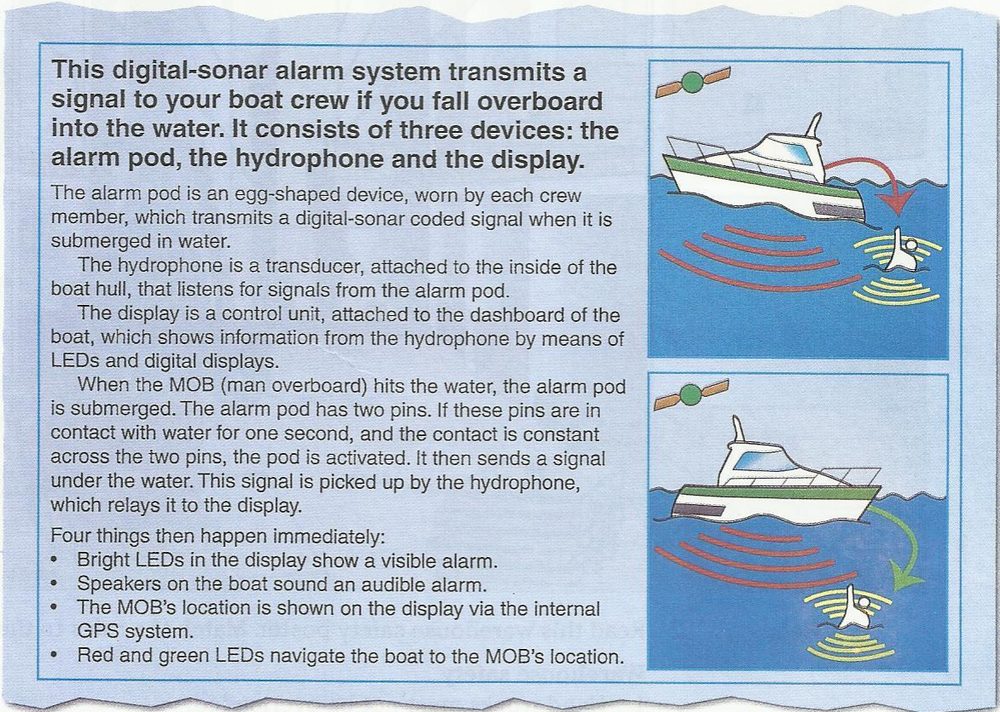 This digital-sonar alarm system transmits a
signal to your boat crew if you fall overboard
into the water. It consists of three devices: the
alarm pod, the hydrophone and the display.
The alarm pod is an egg-shaped device, worn by each crew
member, which transmits a digital-sonar coded signal when it is
submerged in water.
The hydrophone is a transducer, attached to the inside of the
boat hull, that listens for signals from the alarm pod.
The display is a control unit, attached to the dashboard of the
boat, which shows information from the hydrophone by means of
LEDs and digital displays.
When the MOB (man overboard) hits the water, the alarm pod
is submerged. The alarm pod has two pins. If these pins are in
contact with water for one second, and the contact is constant
across the two pins, the pod is activated. It then sends a signal
under the water. This signal is picked up by the hydrophone,
which relays it to the display.
Four things then happen immediately:
• Bright LEDs in the display show a visible alarm.
• Speakers on the boat sound an audible alarm.
• The MOB's location is shown on the display via the internal
GPS system.
• Red and green LEDs navigate the boat to the MOB's location.